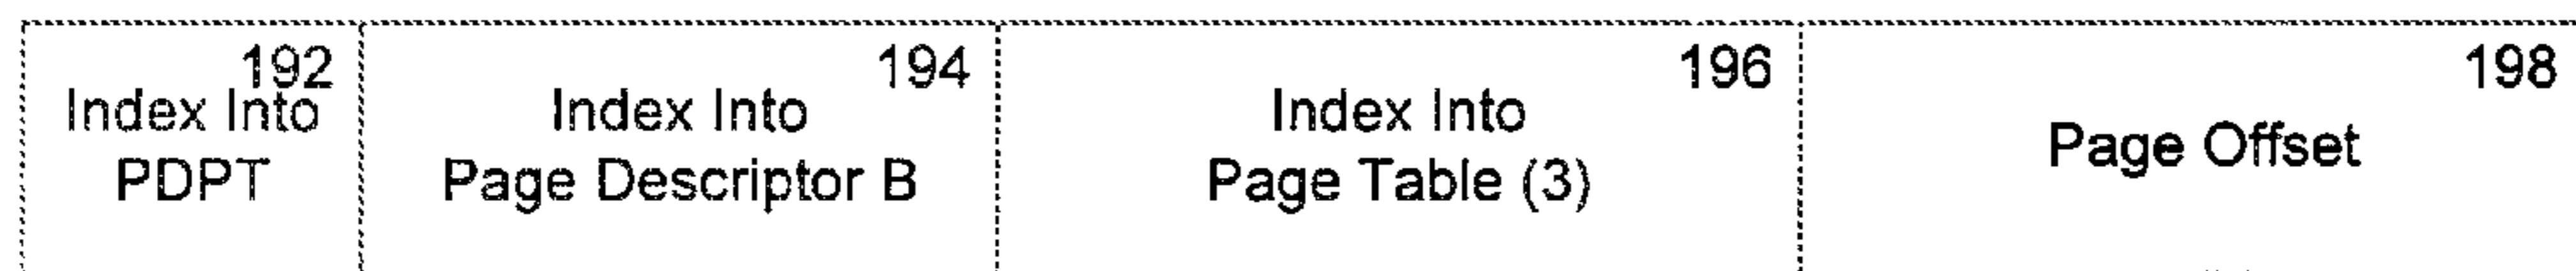 192
Index Into
PDPT
194
Index Into
Page Descriptor B
196
Index Into
Page Table (3)
198
Page Offset